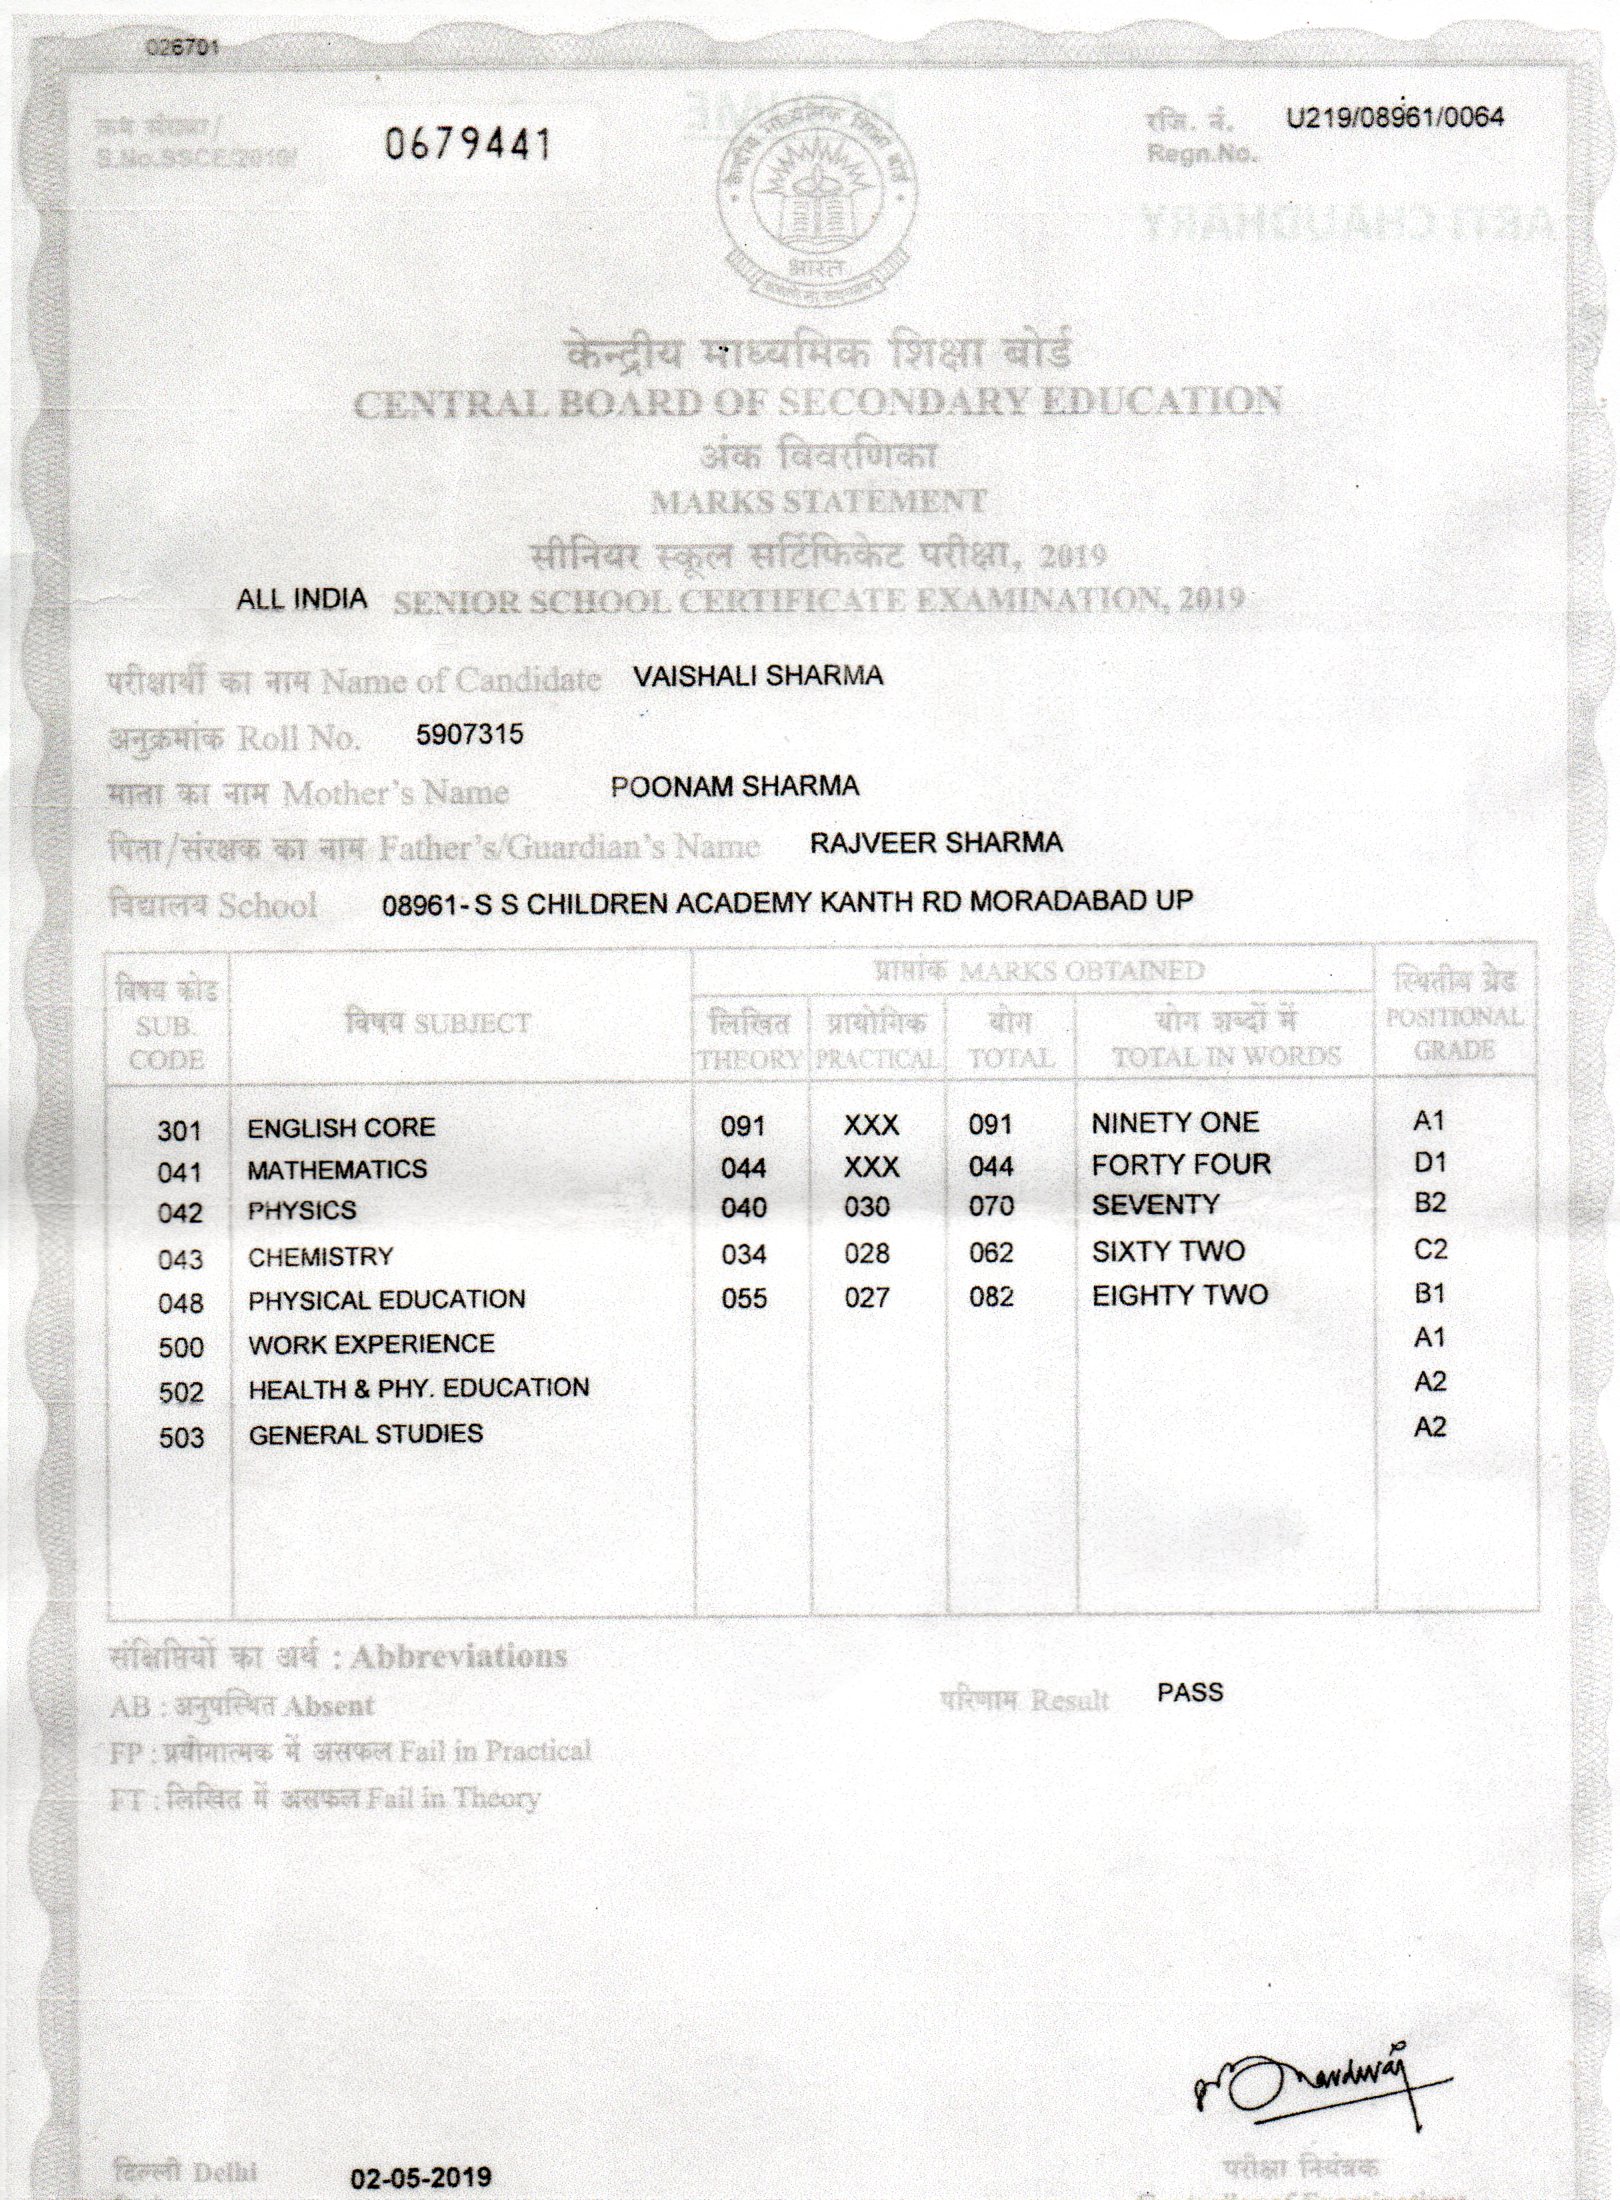 026701
क्रम संख्या/
S.No.SSCE/2019/ 0679441
रजि. नं. U219/08961/0064
Regn.No.
ARTI CHAUDHARY
केन्द्रीय माध्यमिक शिक्षा बोर्ड
भारत
केन्द्रीय माध्यमिक शिक्षा बोर्ड
CENTRAL BOARD OF SECONDARY EDUCATION
अंक विवरणिका
MARKS STATEMENT
सीनियर स्कूल सर्टिफिकेट परीक्षा, 2019
ALL INDIA SENIOR SCHOOL CERTIFICATE EXAMINATION, 2019
परीक्षार्थी का नाम Name of Candidate VAISHALI SHARMA
अनुक्रमांक Roll No. 5907315
माता का नाम Mother's Name POONAM SHARMA
पिता/संरक्षक का नाम Father's/Guardian's Name RAJVEER SHARMA
विद्यालय School 08961- S S CHILDREN ACADEMY KANTH RD MORADABAD UP
विषय कोड SUB. CODE
विषय SUBJECT
प्राप्तांक MARKS OBTAINED
लिखित THEORY
प्रायोगिक PRACTICAL
योग TOTAL
योग शब्दों में TOTAL IN WORDS
स्थितीय ग्रेड POSITIONAL GRADE
301 ENGLISH CORE 091 XXX 091 NINETY ONE A1
041 MATHEMATICS 044 XXX 044 FORTY FOUR D1
042 PHYSICS 040 030 070 SEVENTY B2
043 CHEMISTRY 034 028 062 SIXTY TWO C2
048 PHYSICAL EDUCATION 055 027 082 EIGHTY TWO B1
500 WORK EXPERIENCE A1
502 HEALTH & PHY. EDUCATION A2
503 GENERAL STUDIES A2
संक्षिप्तियों का अर्थ : Abbreviations
AB : अनुपस्थित Absent
परिणाम Result PASS
FP : प्रयोगात्मक में असफल Fail in Practical
FT : लिखित में असफल Fail in Theory
दिल्ली Delhi 02-05-2019
परीक्षा नियंत्रक